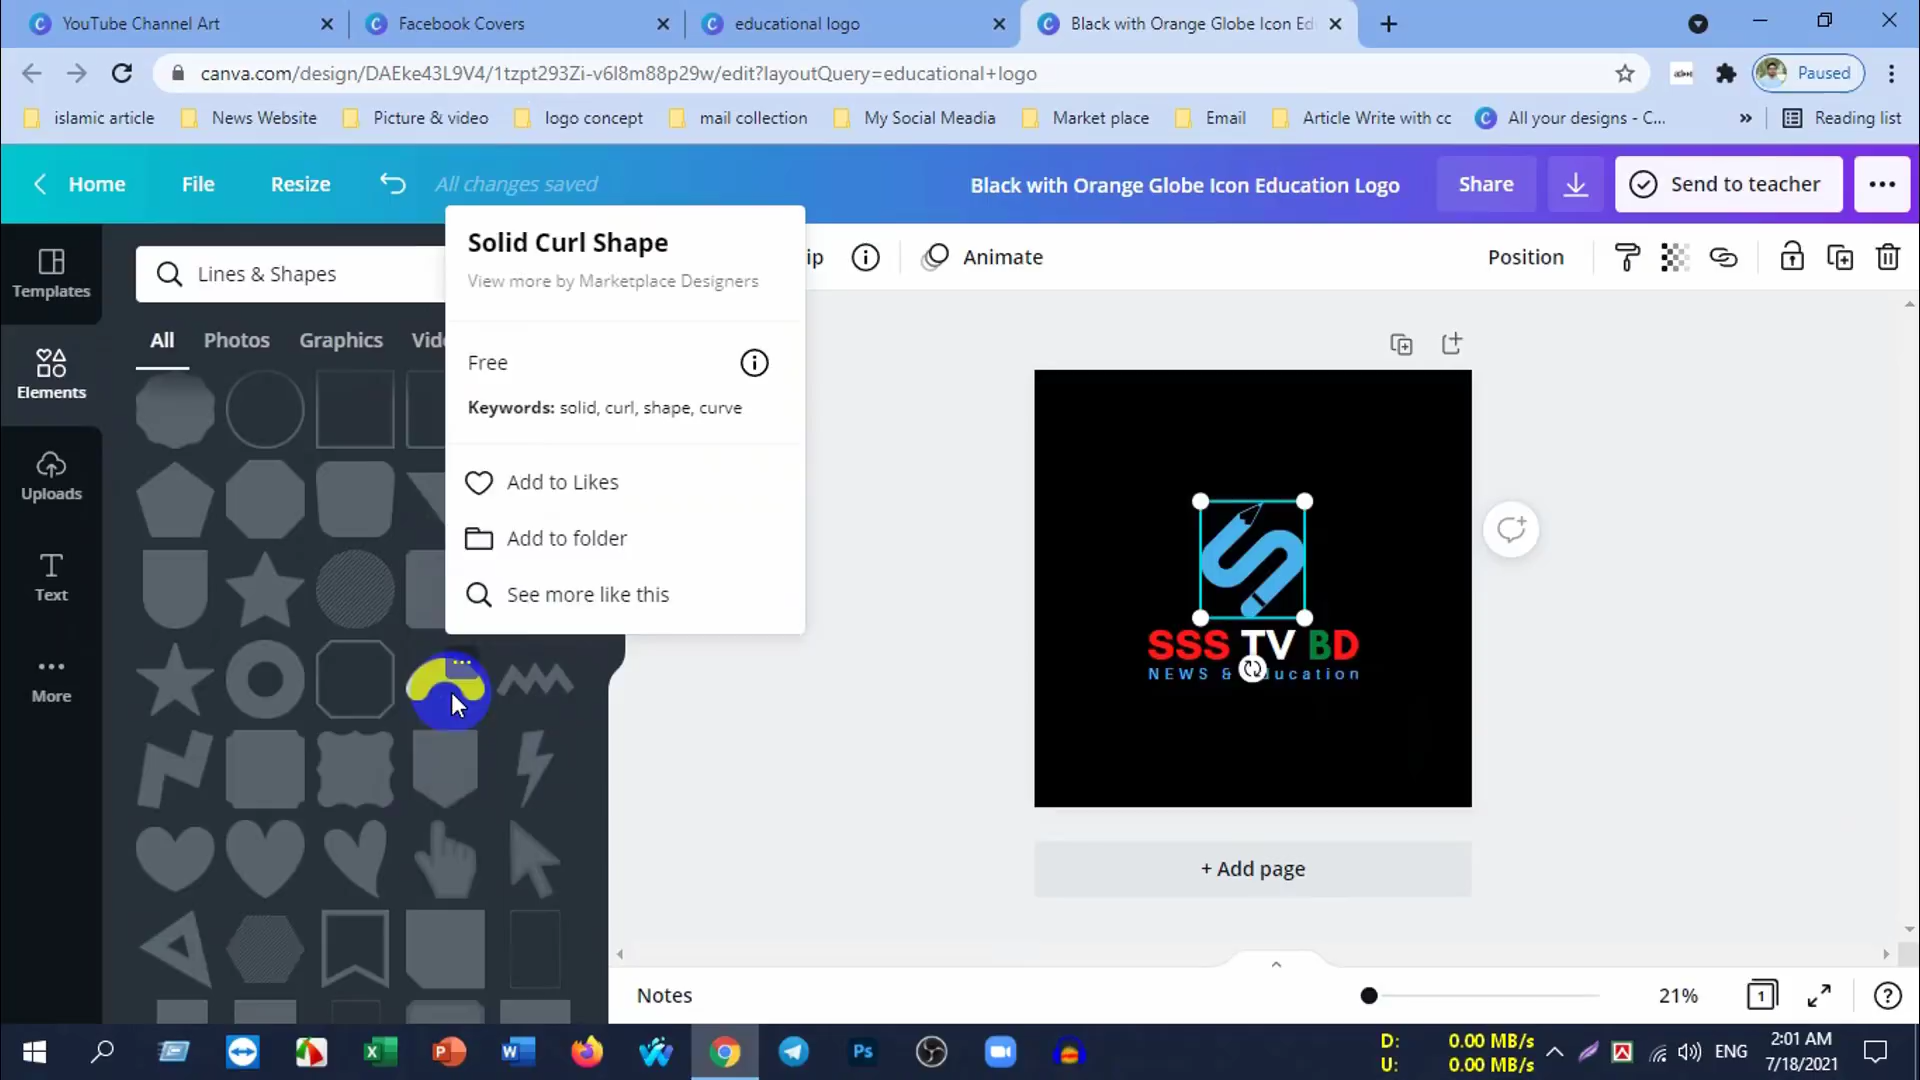 YouTube Channel Art
Facebook Covers
educational logo
Black with Orange Globe Icon Ed
canva.com/design/DAEke43L9V4/1tzpt293Zi-v6l8m88p29w/edit?layoutQuery=educational+logo
Paused
islamic article
News Website
Picture & video
logo concept
mail collection
My Social Meadia
Market place
Email
Article Write with cc
All your designs - C...
Reading list
Home
File
Resize
All changes saved
Black with Orange Globe Icon Education Logo
Share
Send to teacher
Templates
Elements
Uploads
Text
More
Lines & Shapes
All
Photos
Graphics
Vid
Solid Curl Shape
View more by Marketplace Designers
Free
Keywords: solid, curl, shape, curve
Add to Likes
Add to folder
See more like this
ip
Animate
Position
SSS TV BD
NEWS & ducation
+ Add page
Notes
21%
1
D: 0.00 MB/s
U: 0.00 MB/s
ENG
2:01 AM
7/18/2021